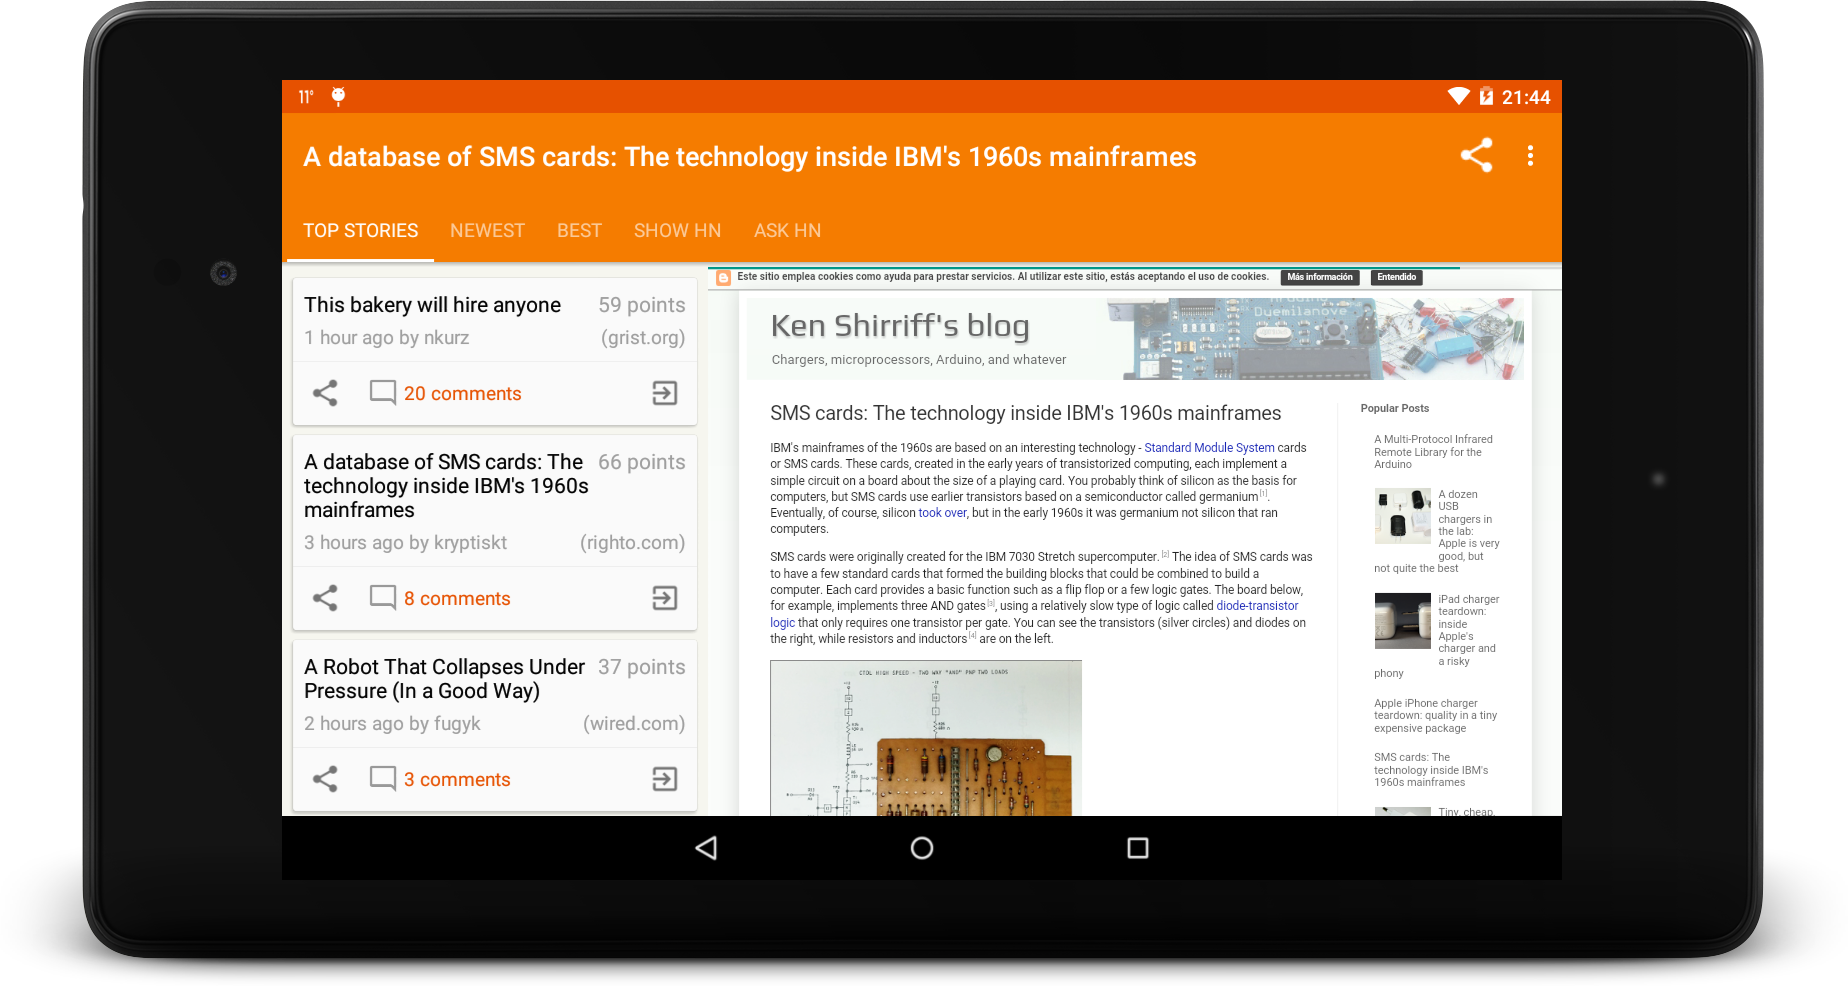 11°
21:44
A database of SMS cards: The technology inside IBM's 1960s mainframes
TOP STORIES
NEWEST
BEST
SHOW HN
ASK HN
This bakery will hire anyone
59 points
1 hour ago by nkurz
(grist.org)
20 comments
A database of SMS cards: The
66 points
technology inside IBM's 1960s
mainframes
3 hours ago by kryptiskt
(righto.com)
8 comments
A Robot That Collapses Under
37 points
Pressure (In a Good Way)
2 hours ago by fugyk
(wired.com)
3 comments
Este sitio emplea cookies como ayuda para prestar servicios. Al utilizar este sitio, estás aceptando el uso de cookies.
Más información
Entendido
Ken Shirriff's blog
Chargers, microprocessors, Arduino, and whatever
Arduino
Duemilanove
SMS cards: The technology inside IBM's 1960s mainframes
IBM's mainframes of the 1960s are based on an interesting technology - Standard Module System cards
or SMS cards. These cards, created in the early years of transistorized computing, each implement a
simple circuit on a board about the size of a playing card. You probably think of silicon as the basis for
computers, but SMS cards use earlier transistors based on a semiconductor called germanium[1].
Eventually, of course, silicon took over, but in the early 1960s it was germanium not silicon that ran
computers.
SMS cards were originally created for the IBM 7030 Stretch supercomputer.[2] The idea of SMS cards was
to have a few standard cards that formed the building blocks that could be combined to build a
computer. Each card provides a basic function such as a flip flop or a few logic gates. The board below,
for example, implements three AND gates[3], using a relatively slow type of logic called diode-transistor
logic that only requires one transistor per gate. You can see the transistors (silver circles) and diodes on
the right, while resistors and inductors[4] are on the left.
CTDL HIGH SPEED - TWO WAY "AND" PNP TWO LOADS
Popular Posts
A Multi-Protocol Infrared
Remote Library for the
Arduino
A dozen
USB
chargers in
the lab:
Apple is very
good, but
not quite the best
iPad charger
teardown:
inside
Apple's
charger and
a risky
phony
Apple iPhone charger
teardown: quality in a tiny
expensive package
SMS cards: The
technology inside IBM's
1960s mainframes
Tiny, cheap,